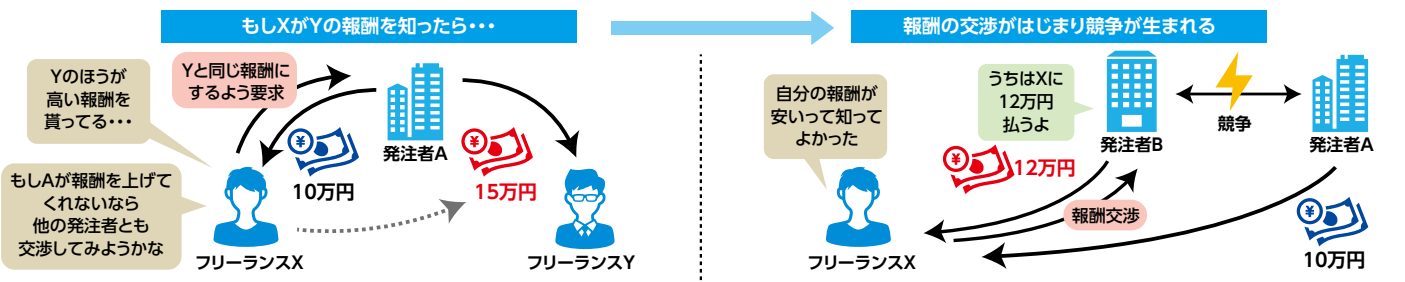 もしXがYの報酬を知ったら・・・
Yのほうが
高い報酬を
貰ってる・・・
Yと同じ報酬に
するよう要求
発注者A
¥
10万円
¥
15万円
もしAが報酬を上げて
くれないなら
他の発注者とも
交渉してみようかな
フリーランスX
フリーランスY
報酬の交渉がはじまり競争が生まれる
自分の報酬が
安いって知って
よかった
うちはXに
12万円
払うよ
発注者B
競争
発注者A
¥
12万円
報酬交渉
¥
10万円
フリーランスX